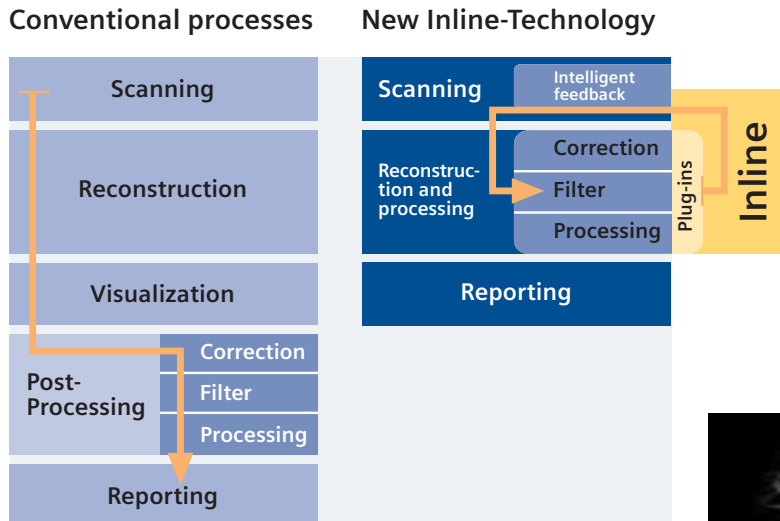 Conventional processes
Scanning
Reconstruction
Visualization
Post-
Processing
Correction
Filter
Processing
Reporting
New Inline-Technology
Scanning
Intelligent
feedback
Reconstruc-
tion and
processing
Correction
Filter
Processing
Plug-ins
Inline
Reporting